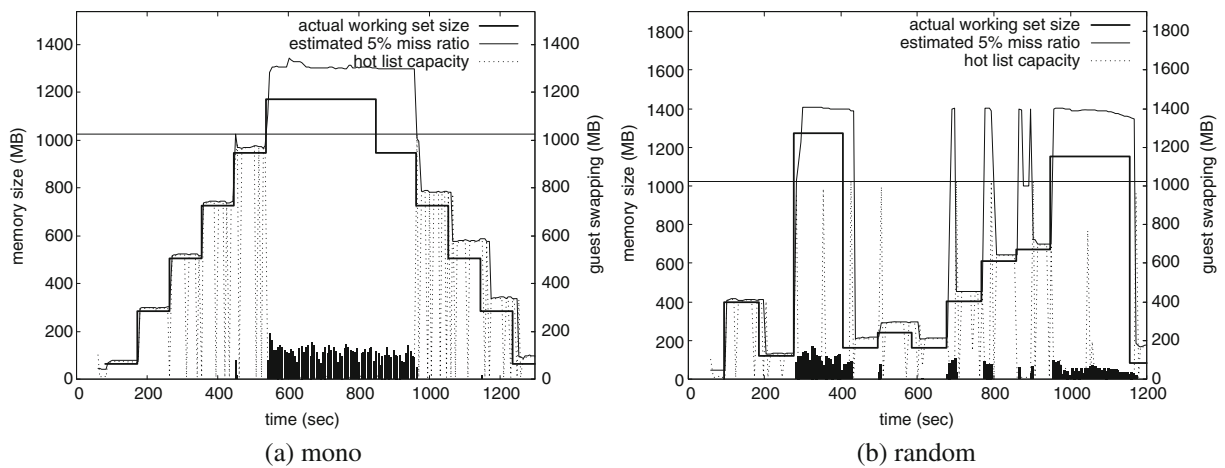 actual working set size
estimated 5% miss ratio
hot list capacity
memory size (MB)
1400
1200
1000
800
600
400
200
0
guest swapping (MB)
1400
1200
1000
800
600
400
200
0
0 200 400 600 800 1000 1200
time (sec)
(a) mono
actual working set size
estimated 5% miss ratio
hot list capacity
memory size (MB)
1800
1600
1400
1200
1000
800
600
400
200
0
guest swapping (MB)
1800
1600
1400
1200
1000
800
600
400
200
0
0 200 400 600 800 1000 1200
time (sec)
(b) random